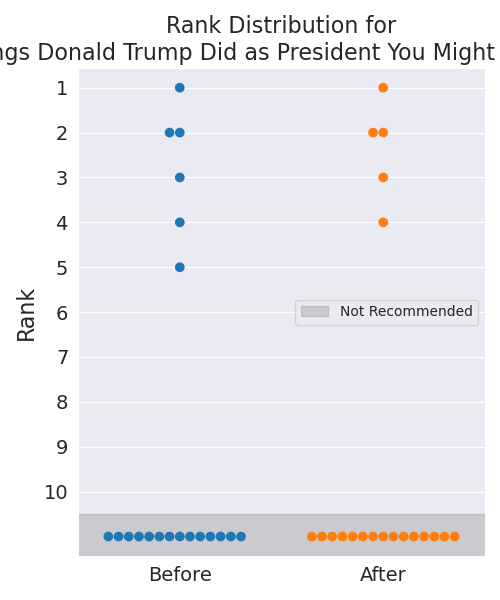 Rank Distribution for
Donald Trump Did as President You Might
1
2
3
4
5
6
7
8
9
10
Rank
Not Recommended
Before
After